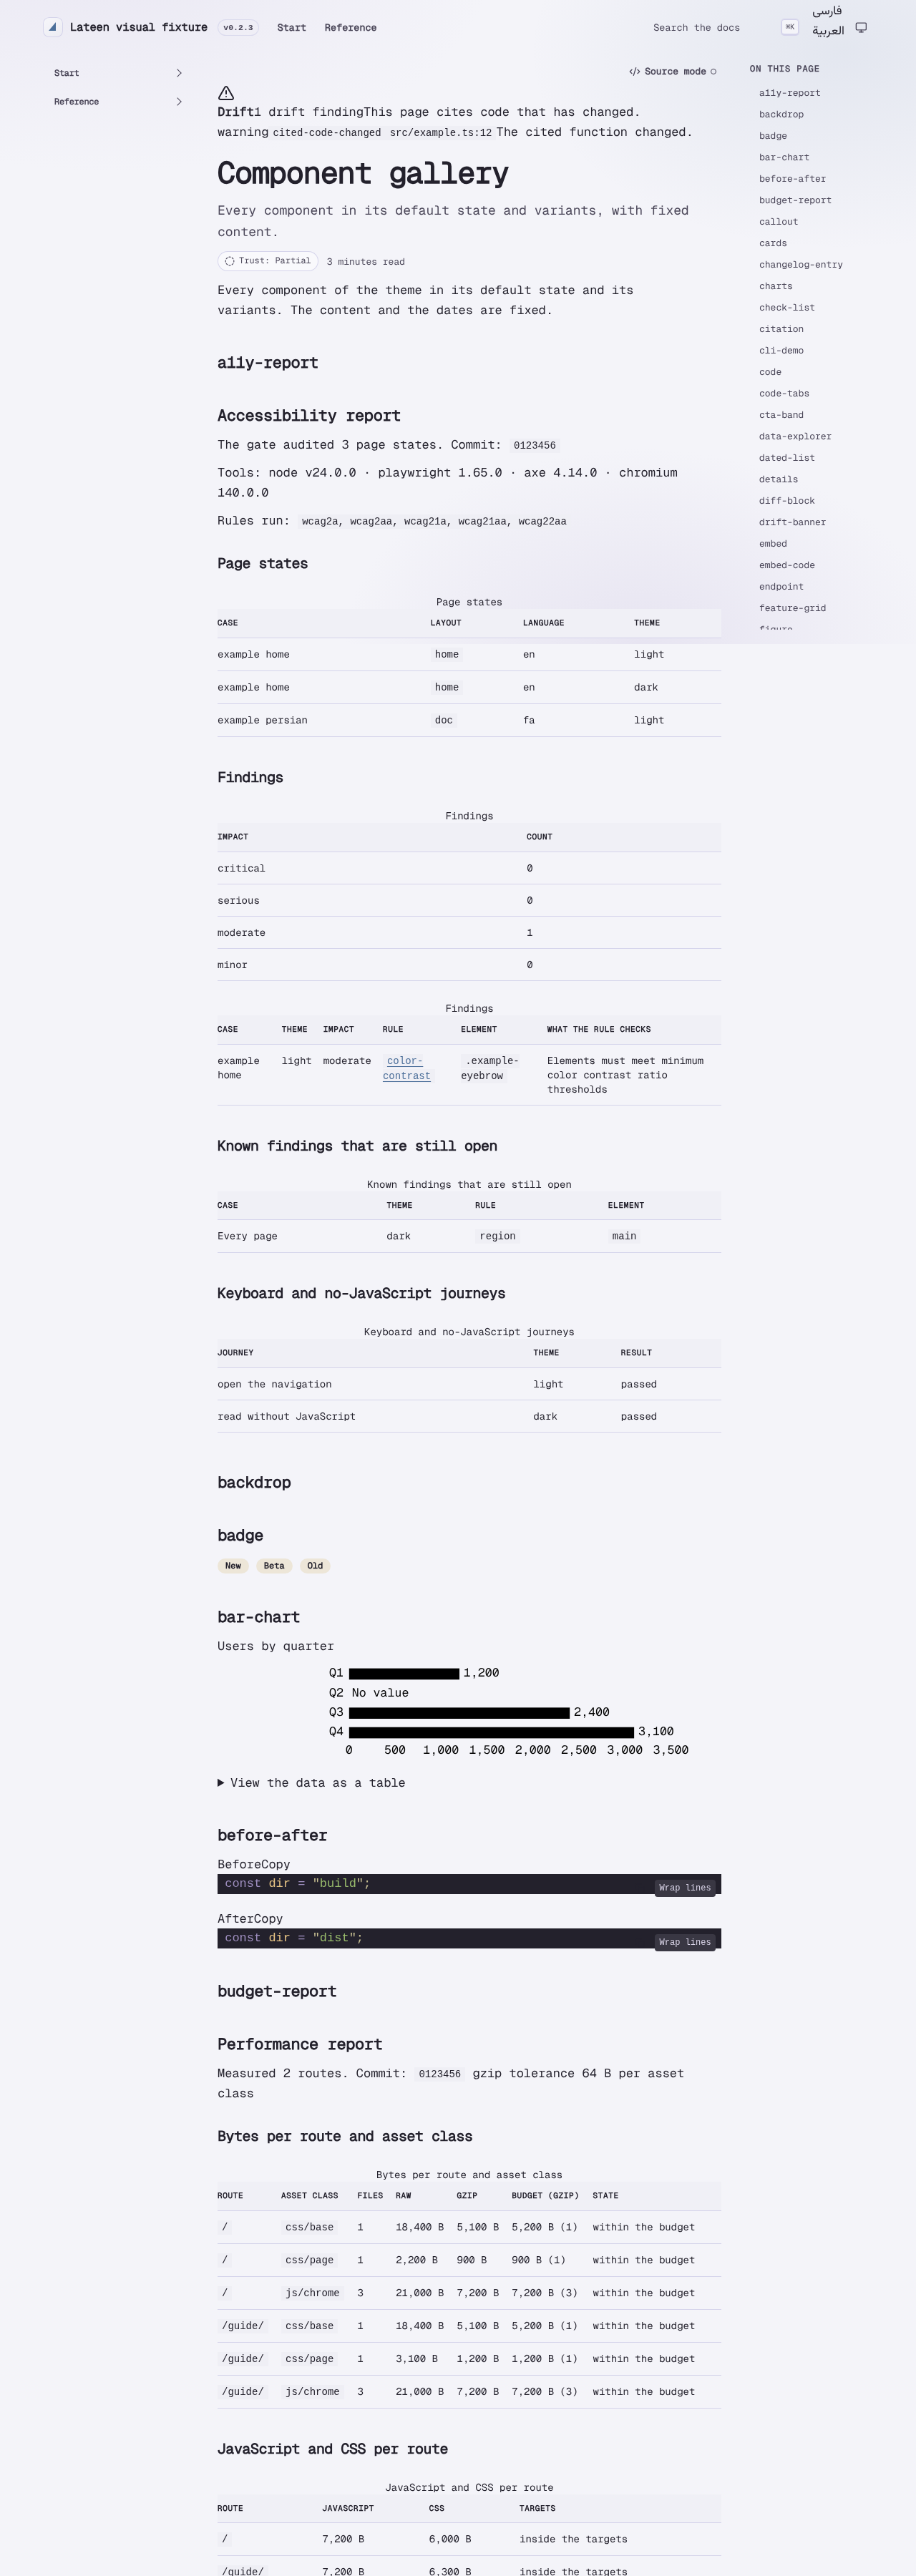 Lateen visual fixture v0.2.3 Start Reference Search the docs ⌘K فارسی
العربية
Start
Reference
Source mode
Drift1 drift findingThis page cites code that has changed.
warning cited-code-changed src/example.ts:12 The cited function changed.
Component gallery
Every component in its default state and variants, with fixed
content.
Trust: Partial 3 minutes read
Every component of the theme in its default state and its
variants. The content and the dates are fixed.
a11y-report
Accessibility report
The gate audited 3 page states. Commit: 0123456
Tools: node v24.0.0 · playwright 1.65.0 · axe 4.14.0 · chromium
140.0.0
Rules run: wcag2a, wcag2aa, wcag21a, wcag21aa, wcag22aa
Page states
Page states
CASE LAYOUT LANGUAGE THEME
example home home en light
example home home en dark
example persian doc fa light
Findings
Findings
IMPACT COUNT
critical 0
serious 0
moderate 1
minor 0
Findings
CASE THEME IMPACT RULE ELEMENT WHAT THE RULE CHECKS
example home light moderate color-contrast .example-eyebrow Elements must meet minimum color contrast ratio thresholds
Known findings that are still open
Known findings that are still open
CASE THEME RULE ELEMENT
Every page dark region main
Keyboard and no-JavaScript journeys
Keyboard and no-JavaScript journeys
JOURNEY THEME RESULT
open the navigation light passed
read without JavaScript dark passed
backdrop
badge
New Beta Old
bar-chart
Users by quarter
Q1 1,200
Q2 No value
Q3 2,400
Q4 3,100
0 500 1,000 1,500 2,000 2,500 3,000 3,500
View the data as a table
before-after
BeforeCopy
const dir = "build"; Wrap lines
AfterCopy
const dir = "dist"; Wrap lines
budget-report
Performance report
Measured 2 routes. Commit: 0123456 gzip tolerance 64 B per asset
class
Bytes per route and asset class
Bytes per route and asset class
ROUTE ASSET CLASS FILES RAW GZIP BUDGET (GZIP) STATE
/ css/base 1 18,400 B 5,100 B 5,200 B (1) within the budget
/ css/page 1 2,200 B 900 B 900 B (1) within the budget
/ js/chrome 3 21,000 B 7,200 B 7,200 B (3) within the budget
/guide/ css/base 1 18,400 B 5,100 B 5,200 B (1) within the budget
/guide/ css/page 1 3,100 B 1,200 B 1,200 B (1) within the budget
/guide/ js/chrome 3 21,000 B 7,200 B 7,200 B (3) within the budget
JavaScript and CSS per route
JavaScript and CSS per route
ROUTE JAVASCRIPT CSS TARGETS
/ 7,200 B 6,000 B inside the targets
/guide/ 7,200 B 6,300 B inside the targets
ON THIS PAGE
a11y-report
backdrop
badge
bar-chart
before-after
budget-report
callout
cards
changelog-entry
charts
check-list
citation
cli-demo
code
code-tabs
cta-band
data-explorer
dated-list
details
diff-block
drift-banner
embed
embed-code
endpoint
feature-grid
figure